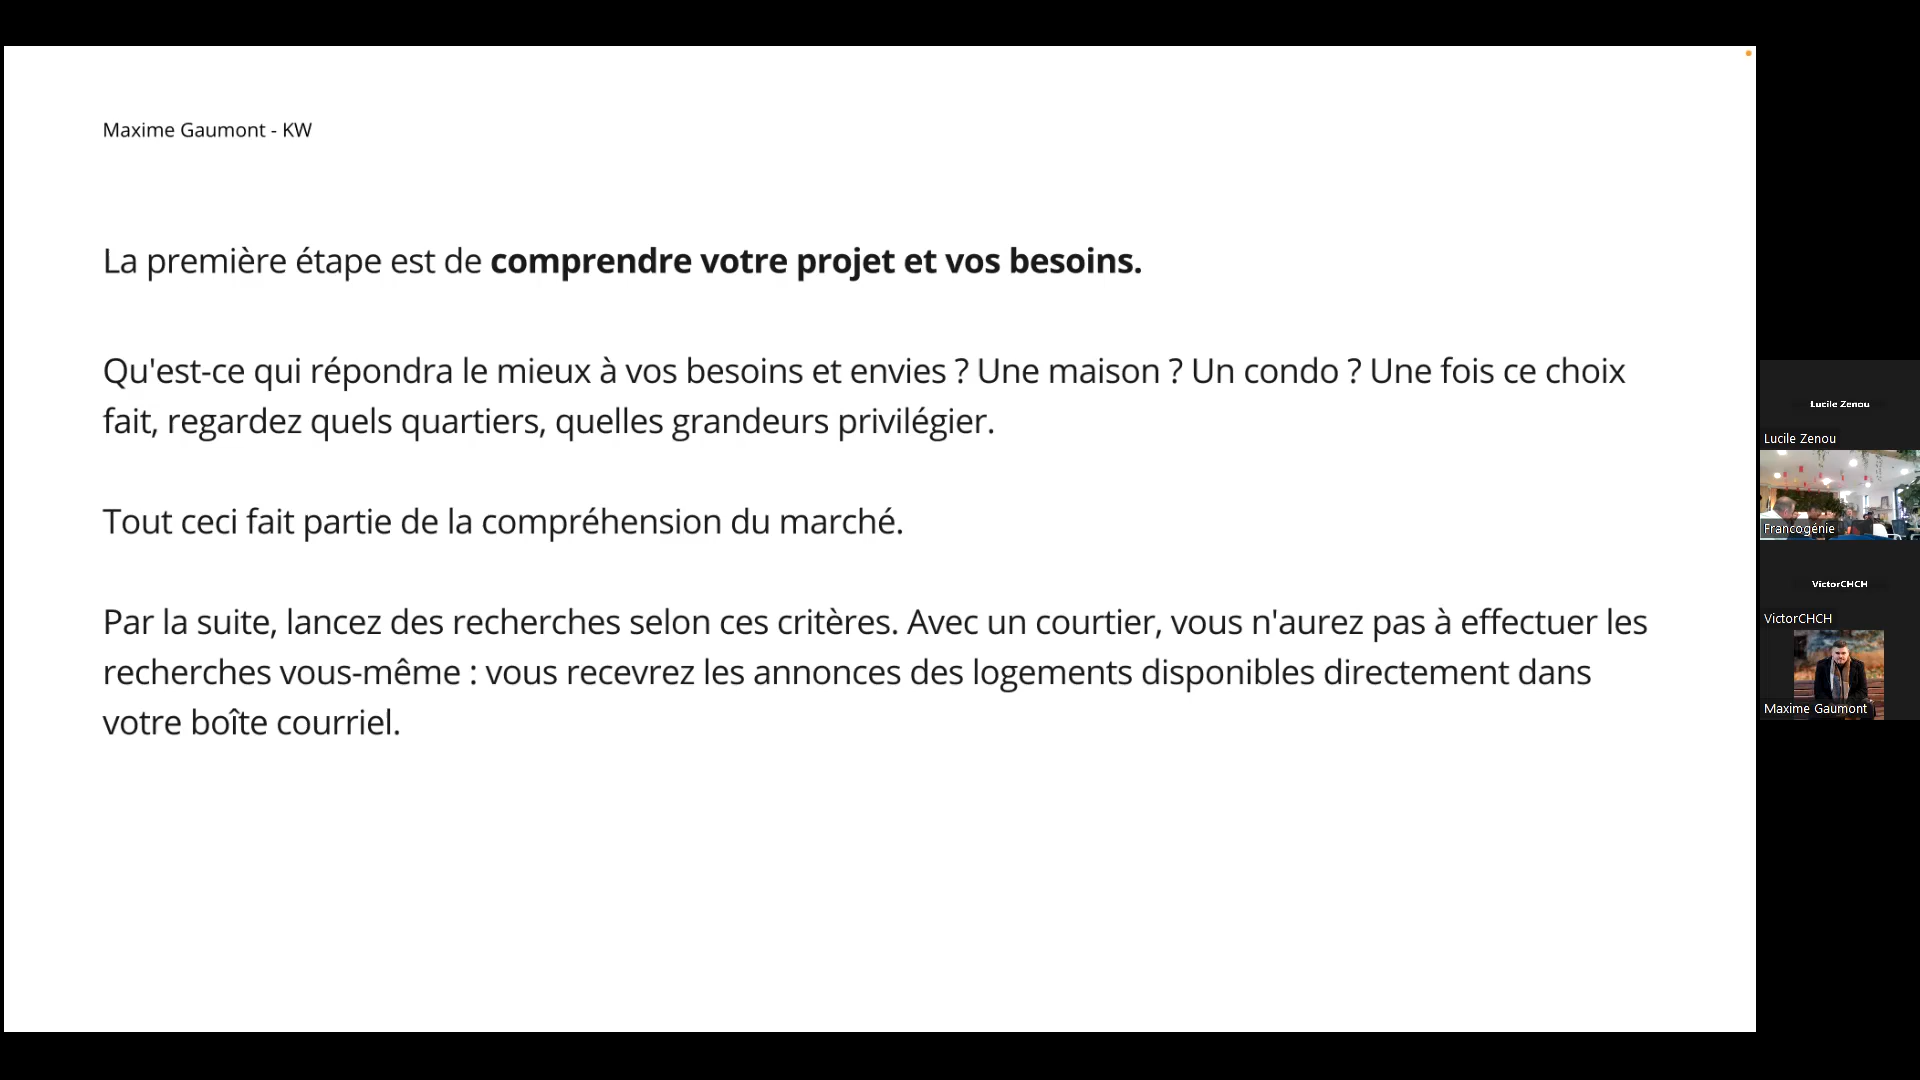 Maxime Gaumont - KW
La première étape est de comprendre votre projet et vos besoins.
Qu'est-ce qui répondra le mieux à vos besoins et envies ? Une maison ? Un condo ? Une fois ce choix
fait, regardez quels quartiers, quelles grandeurs privilégier.
Tout ceci fait partie de la compréhension du marché.
Par la suite, lancez des recherches selon ces critères. Avec un courtier, vous n'aurez pas à effectuer les
recherches vous-même : vous recevrez les annonces des logements disponibles directement dans
votre boîte courriel.
Lucile Zenou
Lucile Zenou
Francogénie
VictorCHCH
VictorCHCH
Maxime Gaumont